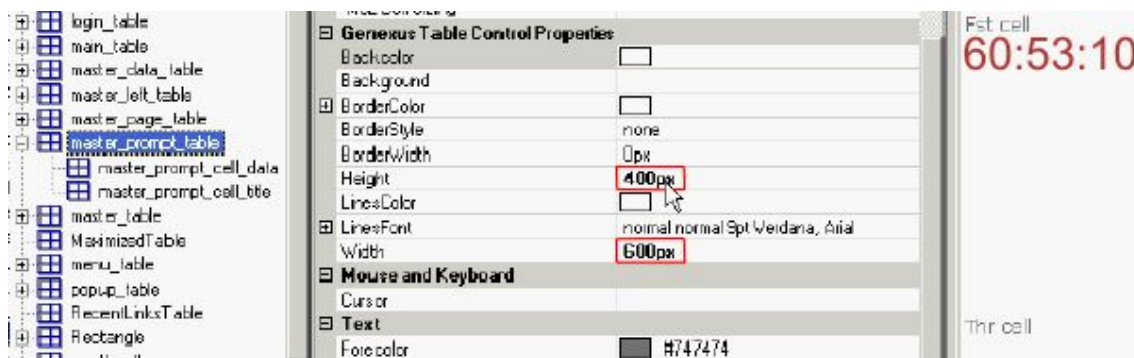 login_table
main_table
master_data_table
master_left_table
master_page_table
master_prompt_table
master_prompt_cell_data
master_prompt_cell_title
master_table
MaximizedTable
menu_table
popup_table
RecentLinksTable
Rectangle
Genexus Table Control Properties
Backcolor
Background
BorderColor
BorderStyle none
BorderWidth 0px
Height 400px
LinesColor
LinesFont normal normal 9pt Verdana, Arial
Width 600px
Mouse and Keyboard
Cursor
Text
Forecolor #747474
Fst cell
60:53:10
Thr cell